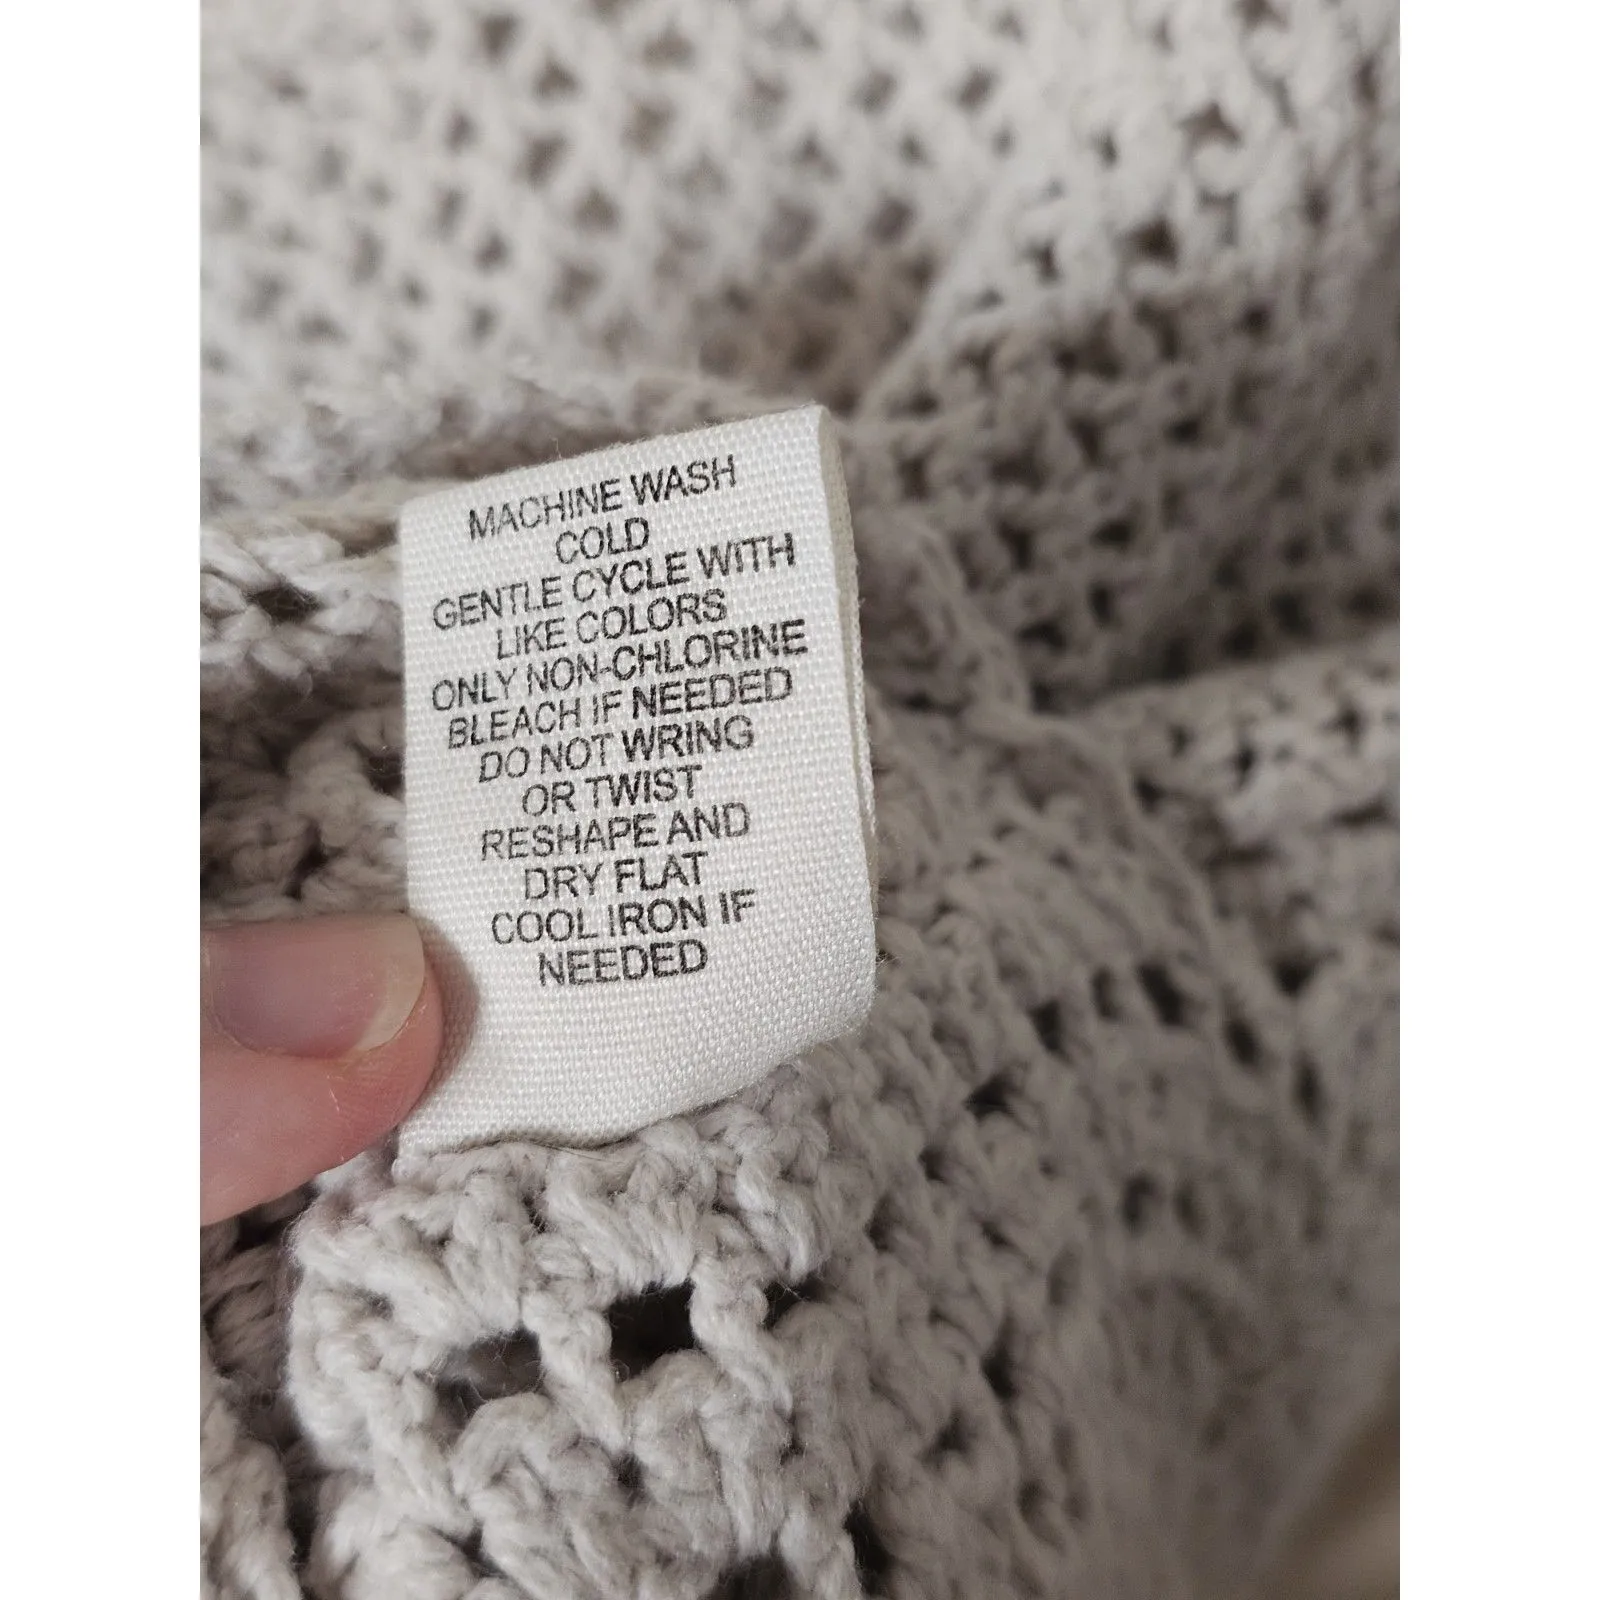 MACHINE WASH
COLD
GENTLE CYCLE WITH
LIKE COLORS
ONLY NON-CHLORINE
BLEACH IF NEEDED
DO NOT WRING
OR TWIST
RESHAPE AND
DRY FLAT
COOL IRON IF
NEEDED